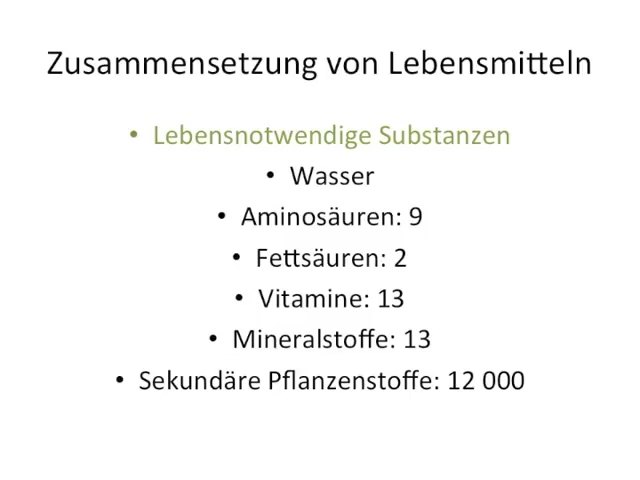 Zusammensetzung von Lebensmitteln
• Lebensnotwendige Substanzen
• Wasser
• Aminosäuren: 9
• Fettsäuren: 2
• Vitamine: 13
• Mineralstoffe: 13
• Sekundäre Pflanzenstoffe: 12 000